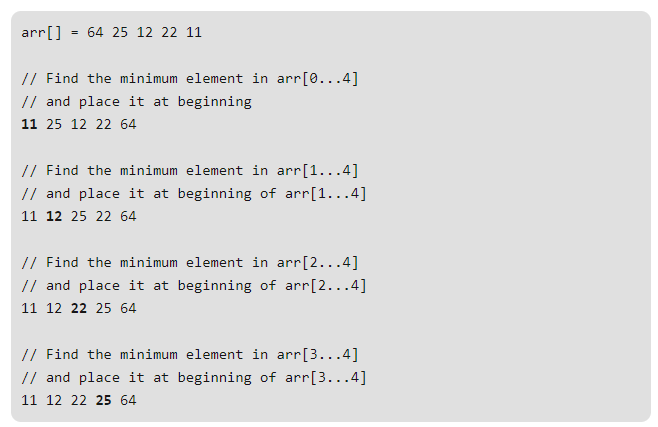 arr[] = 64 25 12 22 11
// Find the minimum element in arr[0...4]
// and place it at beginning
11 25 12 22 64
// Find the minimum element in arr[1...4]
// and place it at beginning of arr[1...4]
11 12 25 22 64
// Find the minimum element in arr[2...4]
// and place it at beginning of arr[2...4]
11 12 22 25 64
// Find the minimum element in arr[3...4]
// and place it at beginning of arr[3...4]
11 12 22 25 64